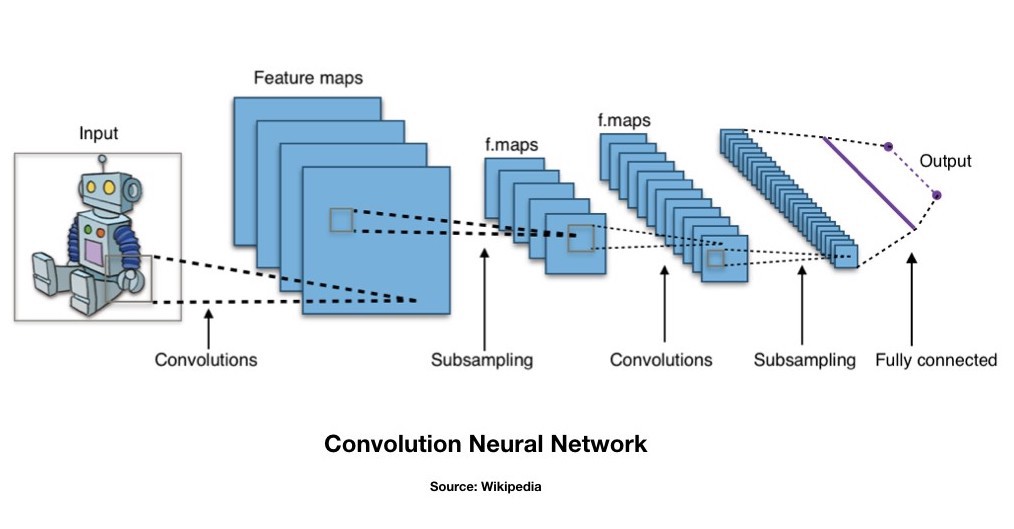 Feature maps
Input
f.maps
f.maps
Output
Convolutions
Subsampling
Convolutions
Subsampling
Fully connected
Convolution Neural Network
Source: Wikipedia